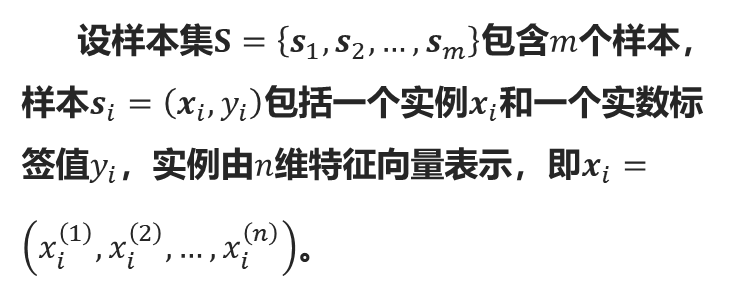 设样本集S = {s₁, s₂, … , sₘ}包含m个样本，
样本sᵢ = (xᵢ, yᵢ)包括一个实例xᵢ和一个实数标
签值yᵢ，实例由n维特征向量表示，即xᵢ =
(xᵢ⁽¹⁾, xᵢ⁽²⁾, … , xᵢ⁽ⁿ⁾)。